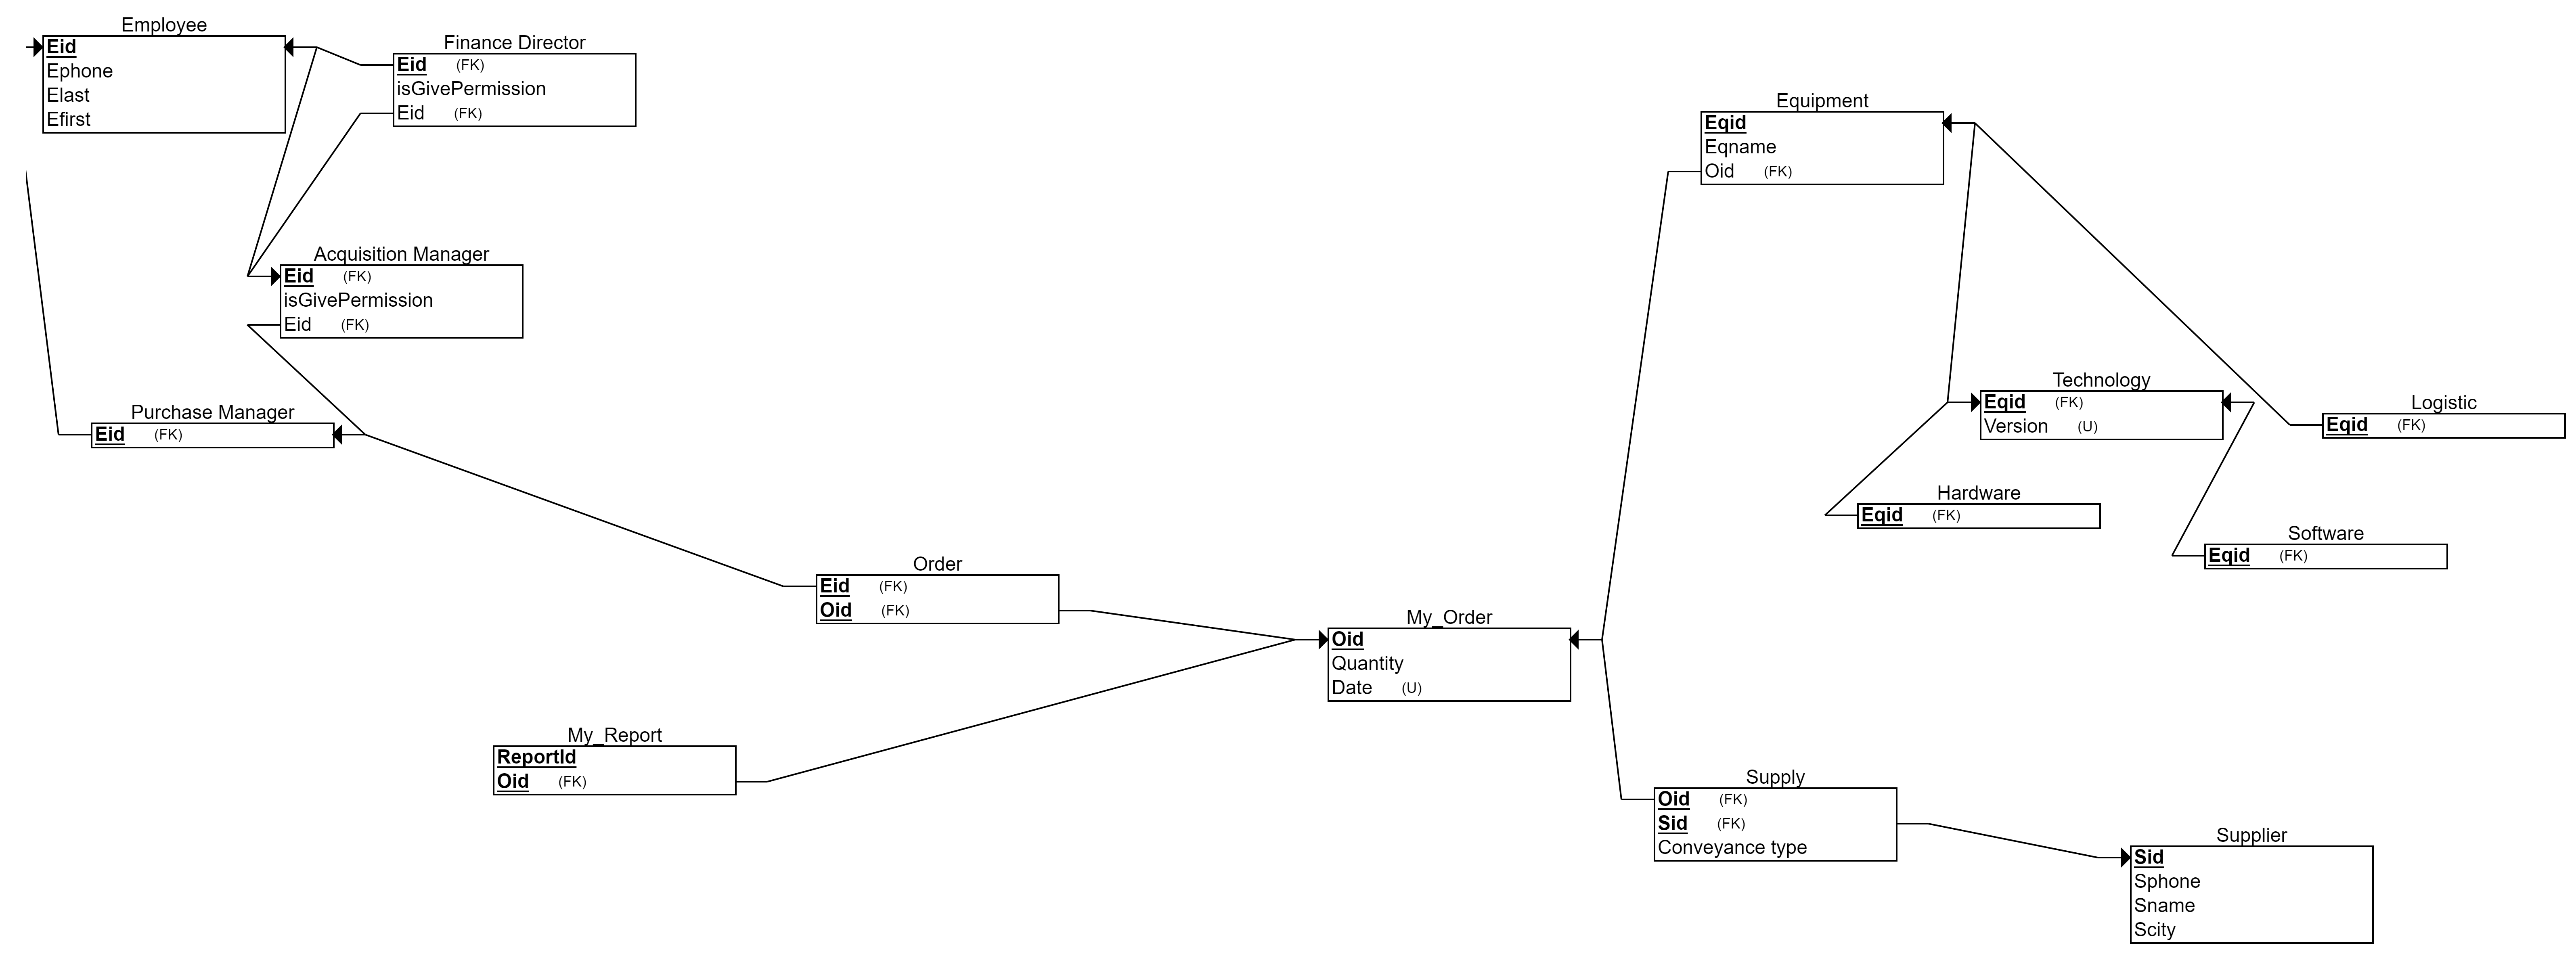 Employee
Eid
Ephone
Elast
Efirst
Finance Director
Eid (FK)
isGivePermission
Eid (FK)
Acquisition Manager
Eid (FK)
isGivePermission
Eid (FK)
Purchase Manager
Eid (FK)
Order
Eid (FK)
Oid (FK)
My_Report
ReportId
Oid (FK)
My_Order
Oid
Quantity
Date (U)
Equipment
Eqid
Eqname
Oid (FK)
Technology
Eqid (FK)
Version (U)
Logistic
Eqid (FK)
Hardware
Eqid (FK)
Software
Eqid (FK)
Supply
Oid (FK)
Sid (FK)
Conveyance type
Supplier
Sid
Sphone
Sname
Scity